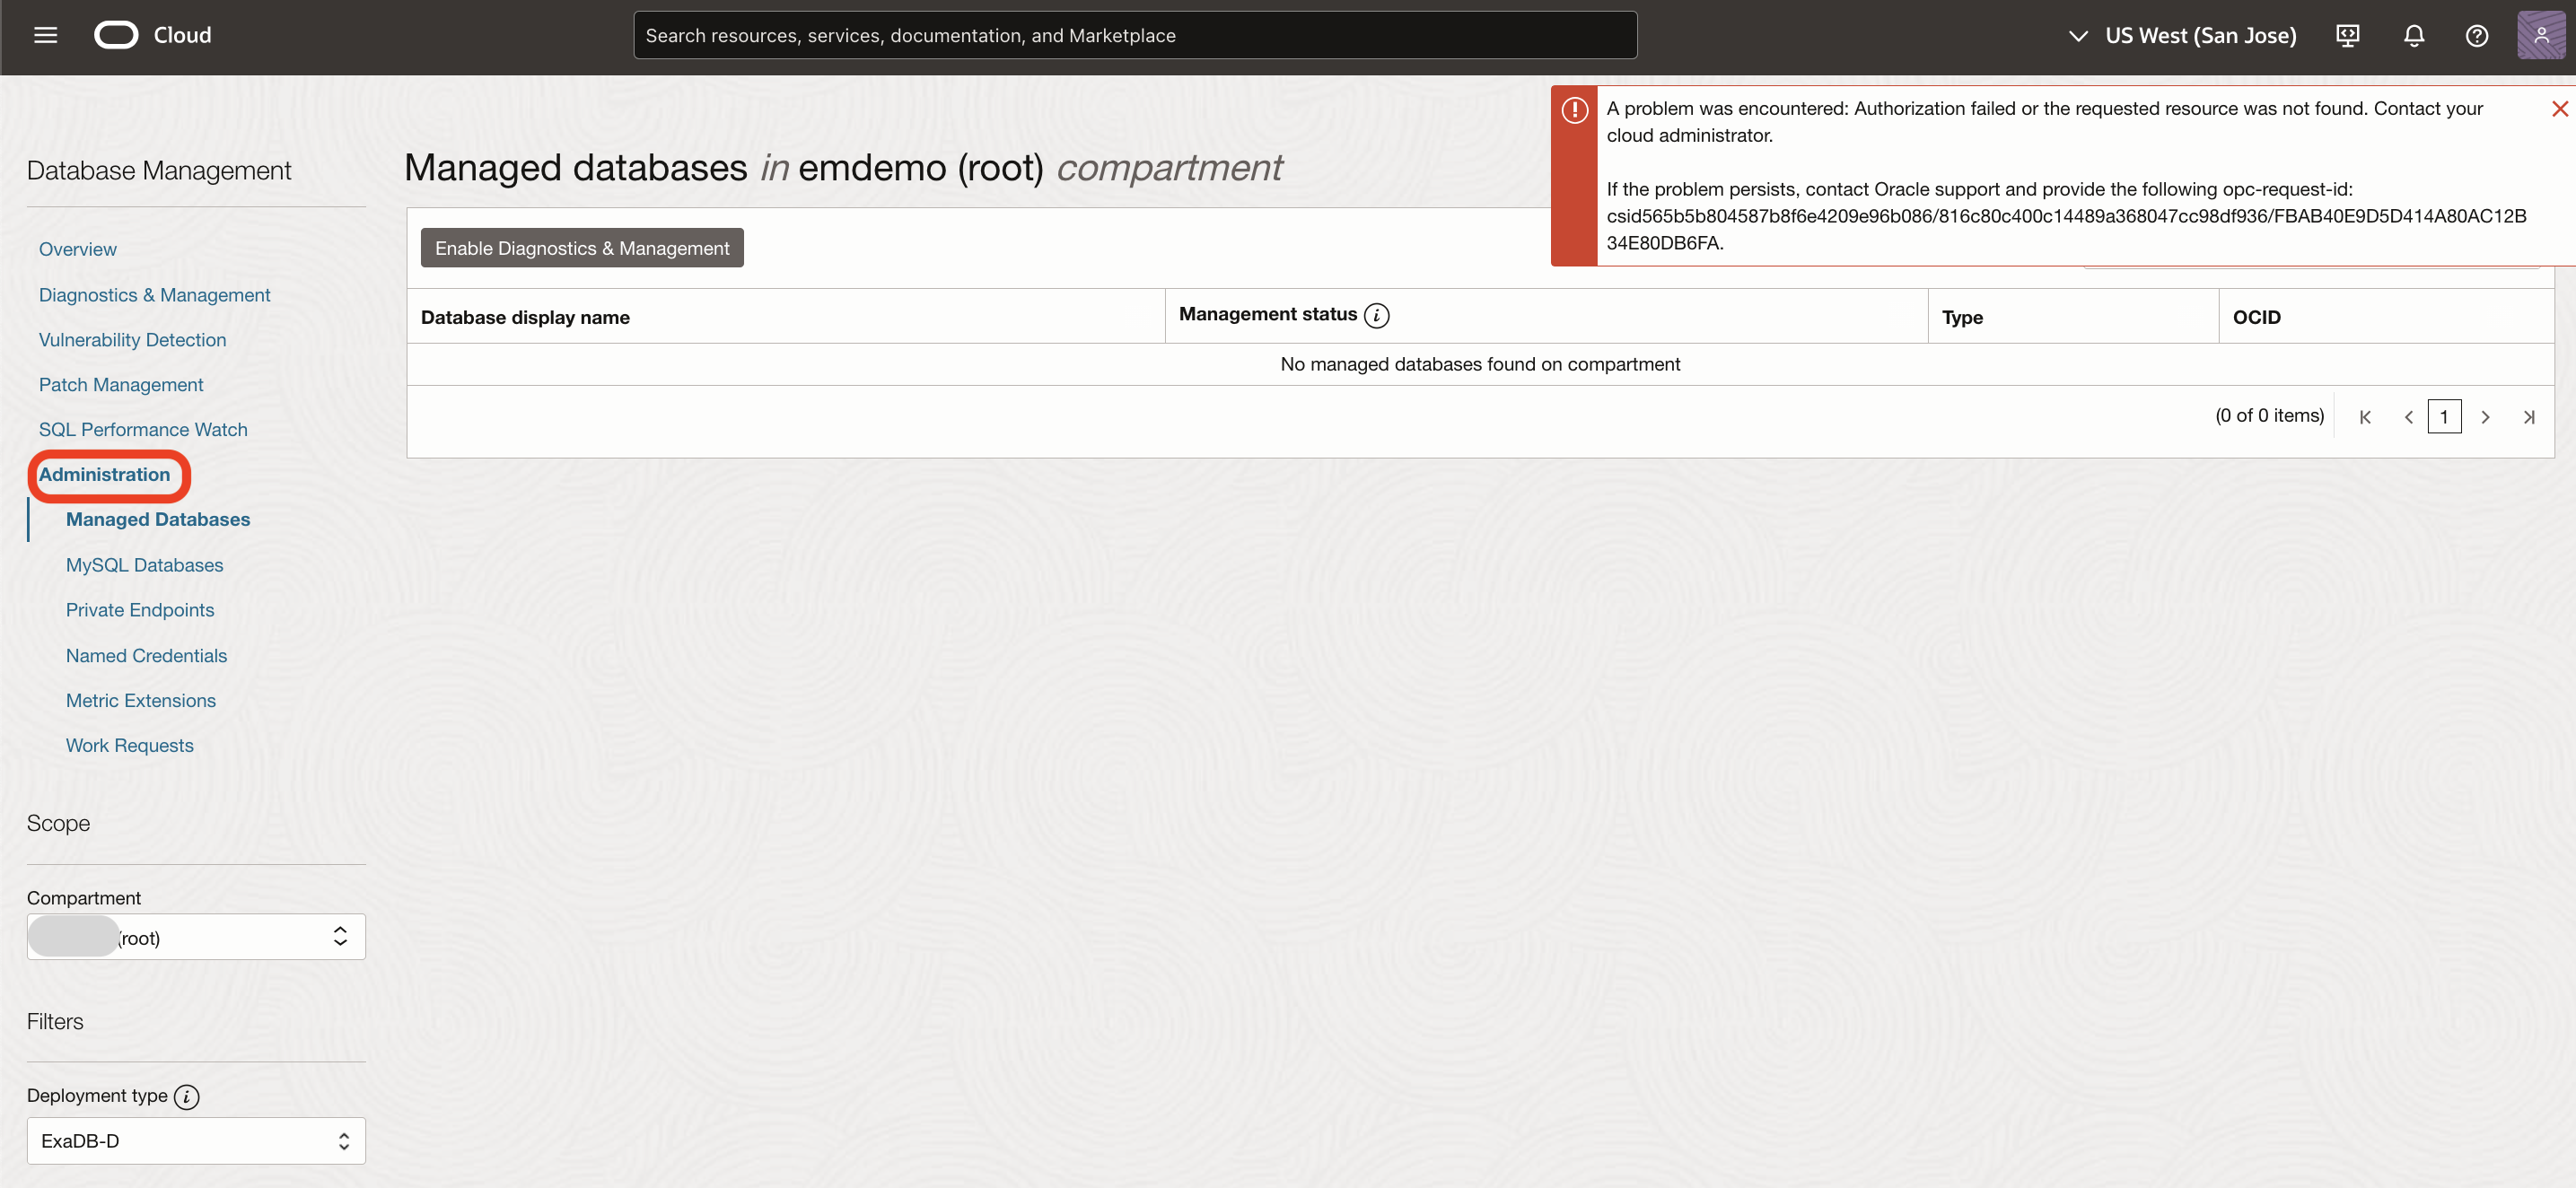 Cloud
Search resources, services, documentation, and Marketplace
US West (San Jose)
A problem was encountered: Authorization failed or the requested resource was not found. Contact your
cloud administrator.
If the problem persists, contact Oracle support and provide the following opc-request-id:
csid565b5b804587b8f6e4209e96b086/816c80c400c14489a368047cc98df936/FBAB40E9D5D414A80AC12B
34E80DB6FA.
Database Management
Overview
Diagnostics & Management
Vulnerability Detection
Patch Management
SQL Performance Watch
Administration
Managed Databases
MySQL Databases
Private Endpoints
Named Credentials
Metric Extensions
Work Requests
Scope
Compartment
(root)
Filters
Deployment type
ExaDB-D
Managed databases in emdemo (root) compartment
Enable Diagnostics & Management
Database display name
Management status
Type
OCID
No managed databases found on compartment
(0 of 0 items)
1